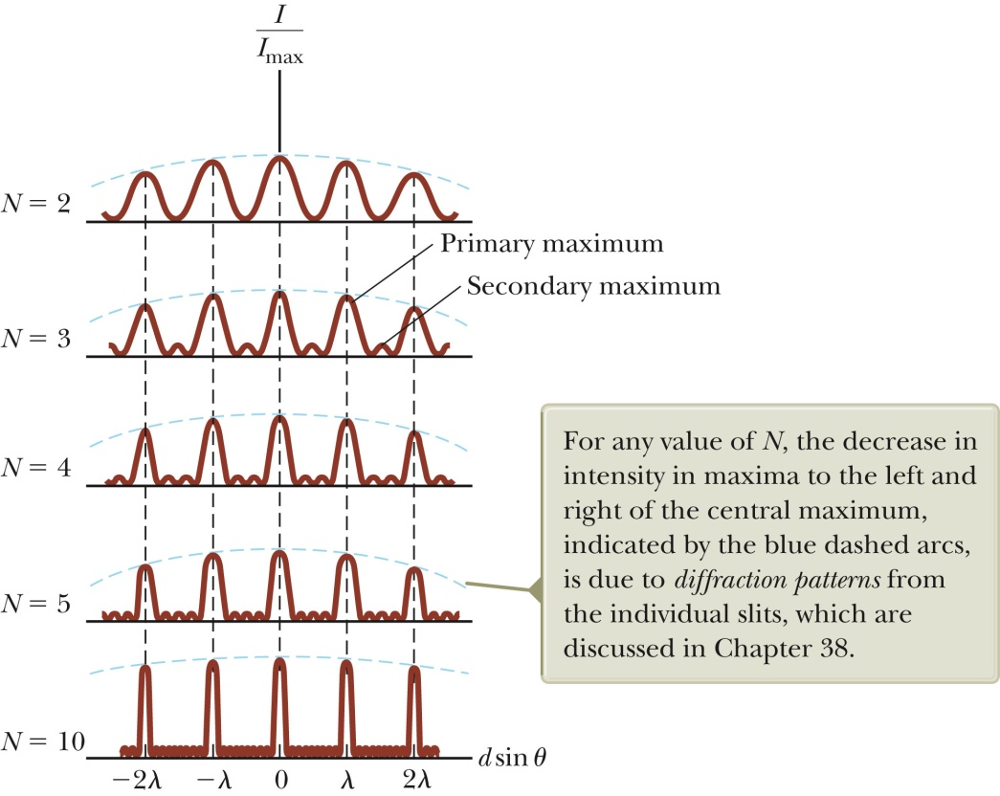 I
I_max
N = 2
Primary maximum
Secondary maximum
N = 3
N = 4
For any value of N, the decrease in
intensity in maxima to the left and
right of the central maximum,
indicated by the blue dashed arcs,
is due to diffraction patterns from
the individual slits, which are
discussed in Chapter 38.
N = 5
N = 10
d sin θ
−2λ −λ 0 λ 2λ